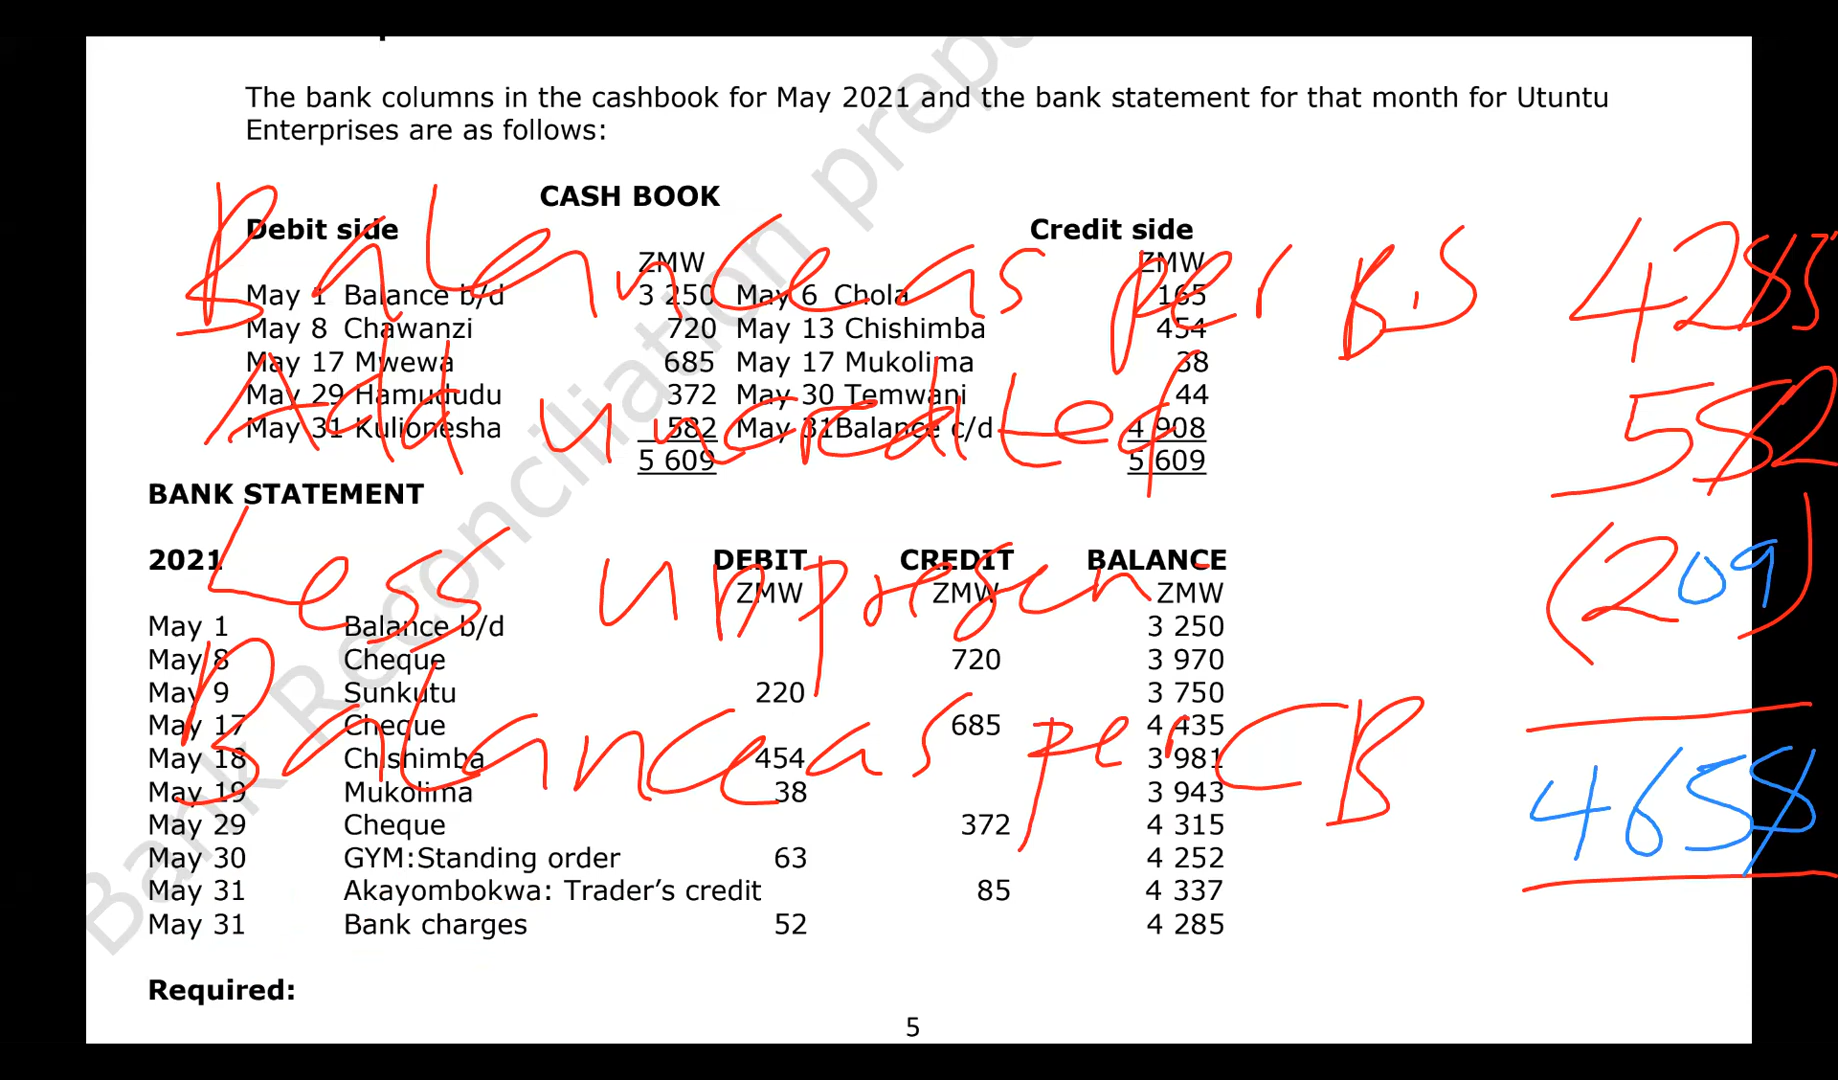 The bank columns in the cashbook for May 2021 and the bank statement for that month for Utuntu
Enterprises are as follows:
CASH BOOK
Debit side Credit side
ZMW ZMW
May 1 Balance b/d 3 250 May 6 Chola 165
May 8 Chawanzi 720 May 13 Chishimba 454
May 17 Mwewa 685 May 17 Mukolima 38
May 29 Hamududu 372 May 30 Temwani 44
May 31 Kulionesha 582 May 31Balance c/d 4 908
5 609 5 609
BANK STATEMENT
2021 DEBIT CREDIT BALANCE
ZMW ZMW ZMW
May 1 Balance b/d 3 250
May 8 Cheque 720 3 970
May 9 Sunkutu 220 3 750
May 17 Cheque 685 4 435
May 18 Chishimba 454 3 981
May 19 Mukolima 38 3 943
May 29 Cheque 372 4 315
May 30 GYM:Standing order 63 4 252
May 31 Akayombokwa: Trader's credit 85 4 337
May 31 Bank charges 52 4 285
Required:
5
Balance as per B.S 4285
Add uncredited 582
Less unpresen (209)
Balance as per CB 4658
Bank Reconciliation prepa